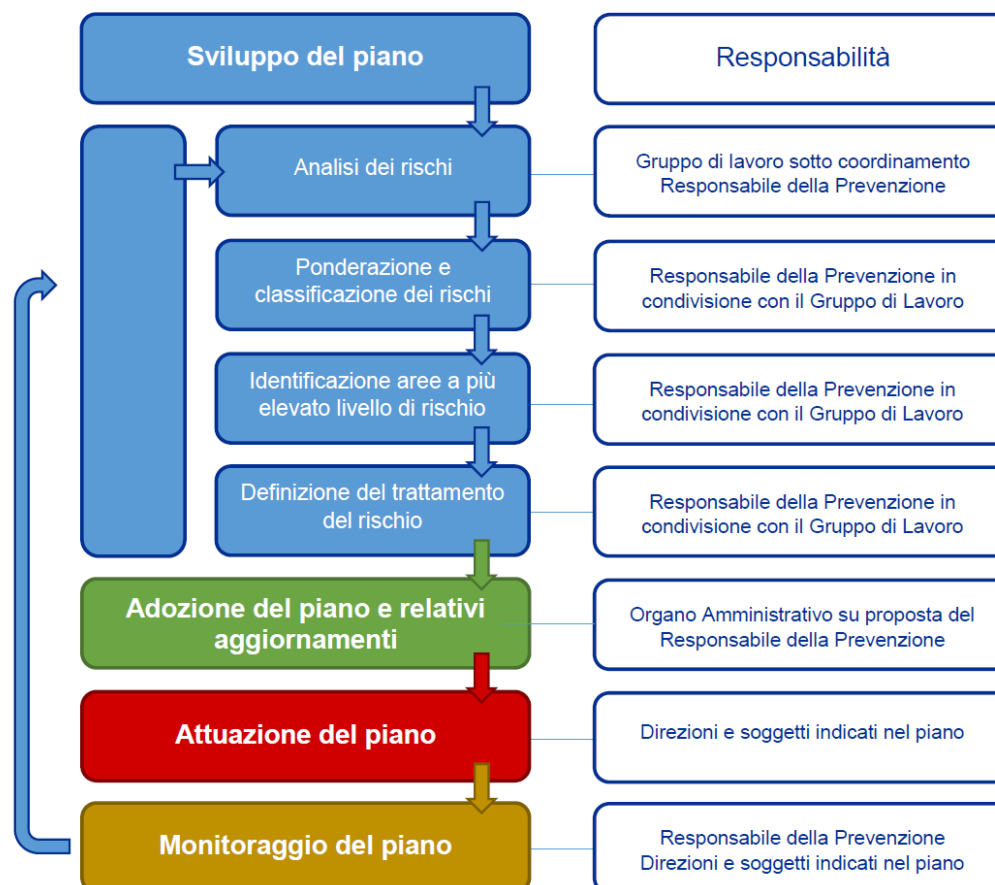 Sviluppo del piano
Responsabilità
Analisi dei rischi
Gruppo di lavoro sotto coordinamento
Responsabile della Prevenzione
Ponderazione e
classificazione dei rischi
Responsabile della Prevenzione in
condivisione con il Gruppo di Lavoro
Identificazione aree a più
elevato livello di rischio
Responsabile della Prevenzione in
condivisione con il Gruppo di Lavoro
Definizione del trattamento
del rischio
Responsabile della Prevenzione in
condivisione con il Gruppo di Lavoro
Adozione del piano e relativi
aggiornamenti
Organo Amministrativo su proposta del
Responsabile della Prevenzione
Attuazione del piano
Direzioni e soggetti indicati nel piano
Monitoraggio del piano
Responsabile della Prevenzione
Direzioni e soggetti indicati nel piano